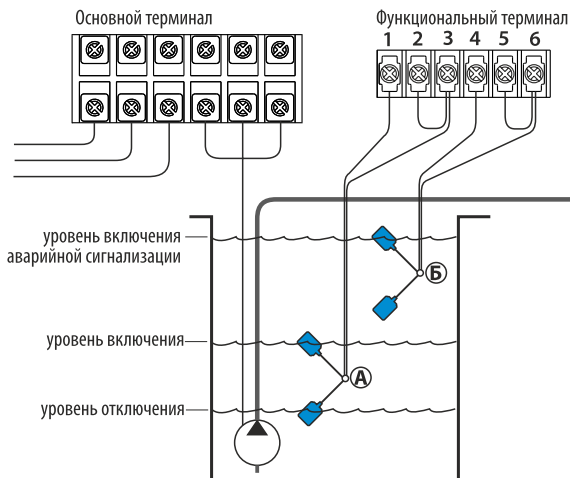 Основной терминал
Функциональный терминал
1 2 3 4 5 6
уровень включения
аварийной сигнализации
Б
уровень включения
А
уровень отключения